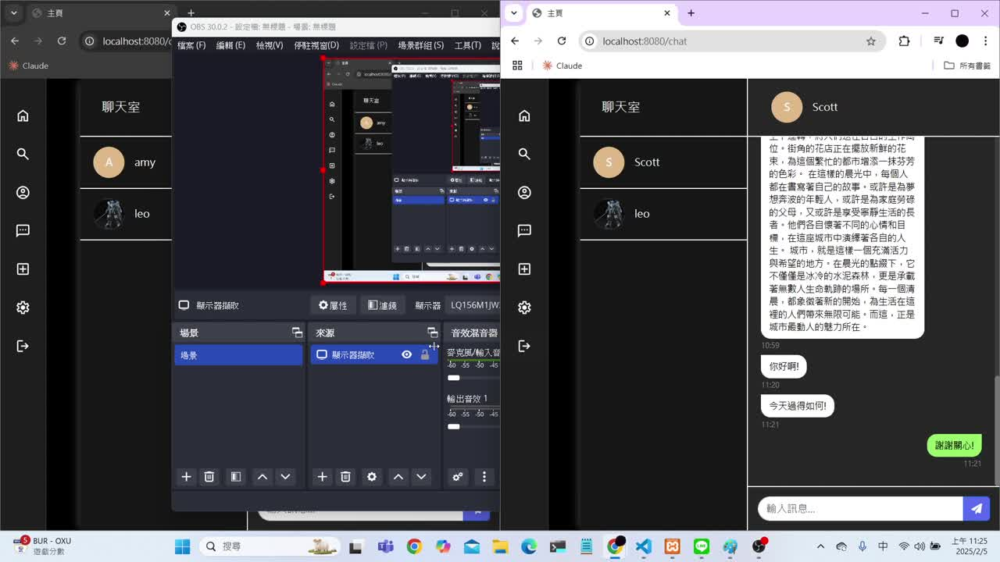 主頁
localhost:8080/c
Claude
聊天室
A
amy
leo
OBS 30.0.2 - 設定檔: 無標題 - 場景: 無標題
檔案 (F)
編輯 (E)
檢視(V)
停駐視窗(D)
設定檔 (P)
場景群組 (S)
工具(T)
說
聊天室
amy
leo
顯示器擷取
屬性
濾鏡
顯示器
LQ156M1JW
場景
來源
音效混音器
場景
顯示器擷取
麥克風/輸入音
-60 -55 -50 -45
輸出音效 1
-60 -55 -50 -45
主頁
localhost:8080/chat
Claude
所有書籤
聊天室
S
Scott
leo
S
Scott
位。街角的花店正在擺放新鮮的花
束，為這個繁忙的都市增添一抹芬芳
的色彩。 在這樣的晨光中，每個人
都在書寫著自己的故事。或許是為夢
想奔波的年輕人，或許是為家庭勞碌
的父母，又或許是享受寧靜生活的長
者。他們各自懷著不同的心情和目
標，在這座城市中演繹著各自的人
生。 城市，就是這樣一個充滿活力
與希望的地方。在晨光的點綴下，它
不僅僅是冰冷的水泥森林，更是承載
著無數人生命軌跡的場所。每一個清
晨，都象徵著新的開始，為生活在這
裡的人們帶來無限可能。而這，正是
城市最動人的魅力所在。
10:59
你好啊!
11:20
今天過得如何!
11:21
謝謝關心!
11:21
輸入訊息...
5
BUR - OXU
搜尋
中
上午 11:25
2025/2/5